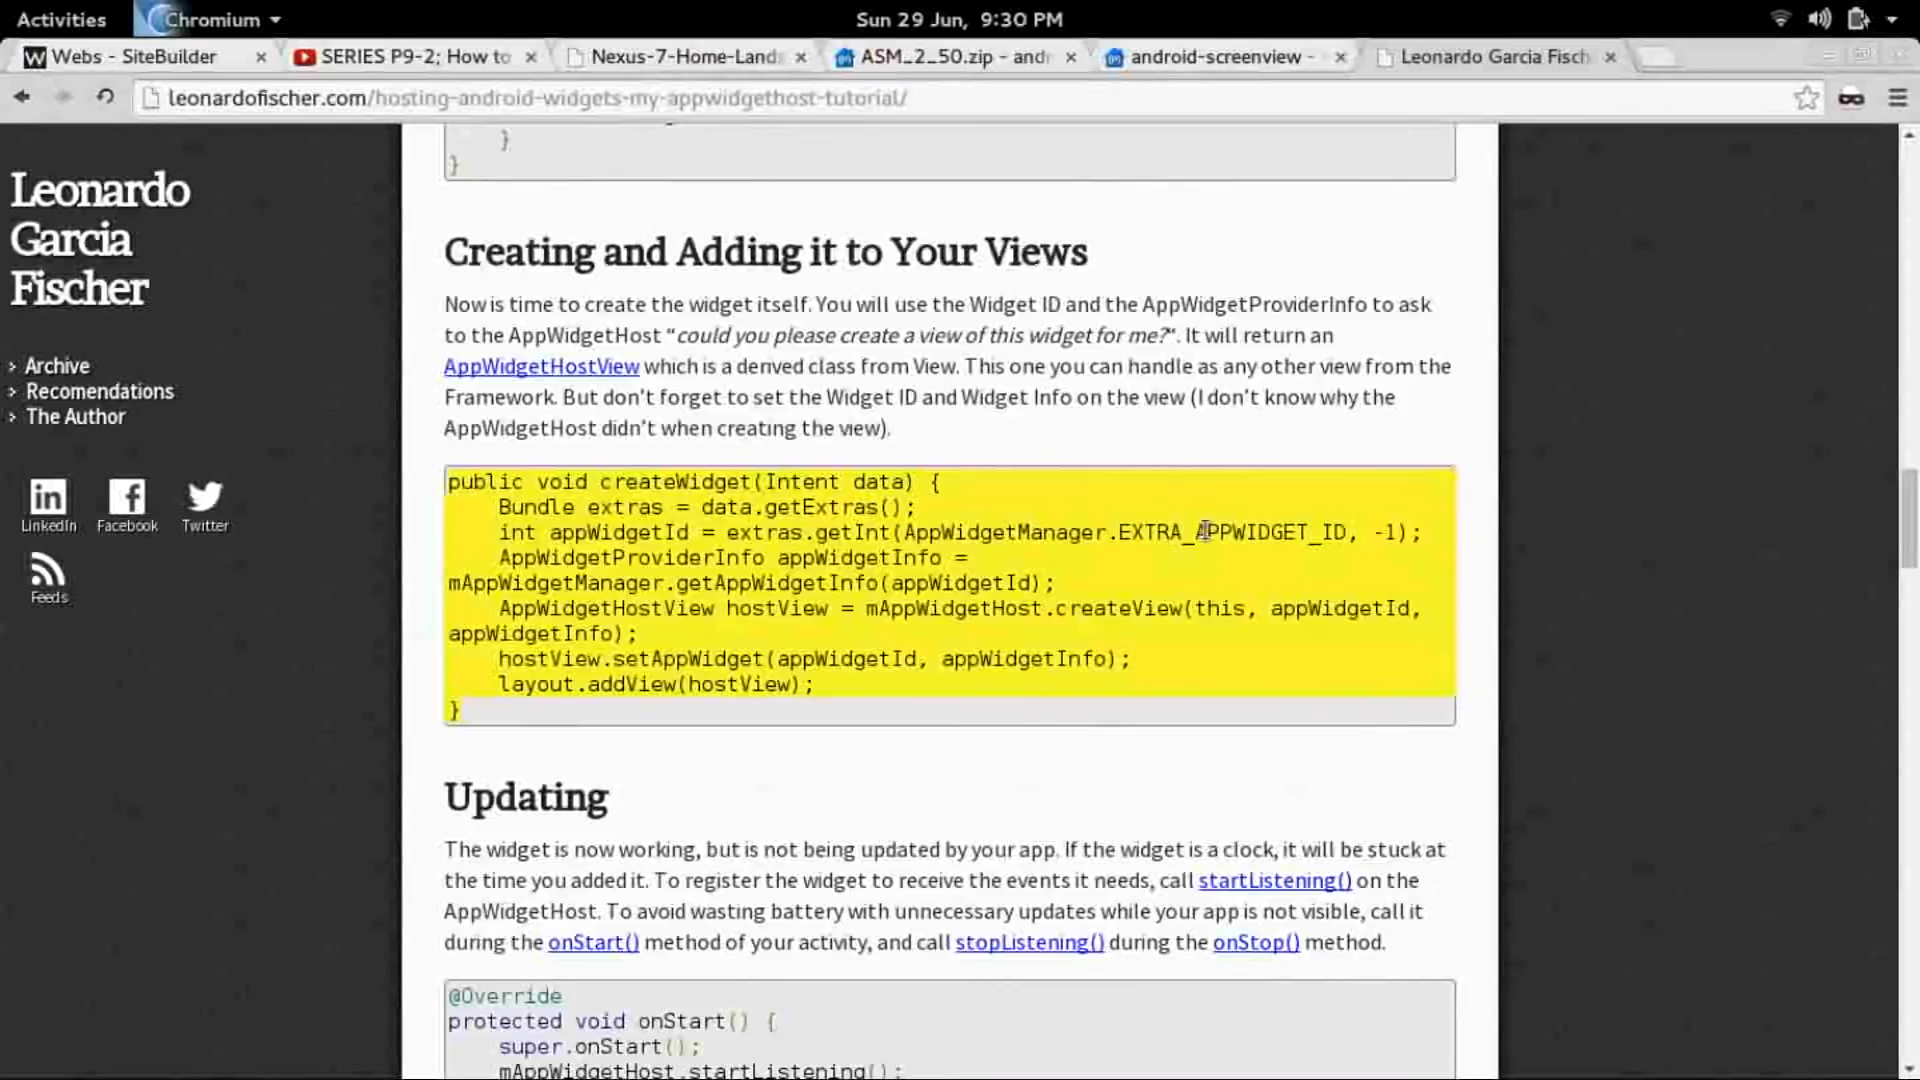 Activities
Chromium
Sun 29 Jun, 9:30 PM
Webs - SiteBuilder
SERIES P9-2; How to
Nexus-7-Home-Lands
ASM_2_50.zip - andr
android-screenview -
Leonardo Garcia Fisch
leonardofischer.com/hosting-android-widgets-my-appwidgethost-tutorial/
Leonardo
Garcia
Fischer
Archive
Recomendations
The Author
LinkedIn
Facebook
Twitter
Feeds
}
}
Creating and Adding it to Your Views
Now is time to create the widget itself. You will use the Widget ID and the AppWidgetProviderInfo to ask
to the AppWidgetHost “could you please create a view of this widget for me?“. It will return an
AppWidgetHostView which is a derived class from View. This one you can handle as any other view from the
Framework. But don’t forget to set the Widget ID and Widget Info on the view (I don’t know why the
AppWidgetHost didn’t when creating the view).
public void createWidget(Intent data) {
Bundle extras = data.getExtras();
int appWidgetId = extras.getInt(AppWidgetManager.EXTRA_APPWIDGET_ID, -1);
AppWidgetProviderInfo appWidgetInfo =
mAppWidgetManager.getAppWidgetInfo(appWidgetId);
AppWidgetHostView hostView = mAppWidgetHost.createView(this, appWidgetId,
appWidgetInfo);
hostView.setAppWidget(appWidgetId, appWidgetInfo);
layout.addView(hostView);
}
Updating
The widget is now working, but is not being updated by your app. If the widget is a clock, it will be stuck at
the time you added it. To register the widget to receive the events it needs, call startListening() on the
AppWidgetHost. To avoid wasting battery with unnecessary updates while your app is not visible, call it
during the onStart() method of your activity, and call stopListening() during the onStop() method.
@Override
protected void onStart() {
super.onStart();
mAppWidgetHost.startListening();